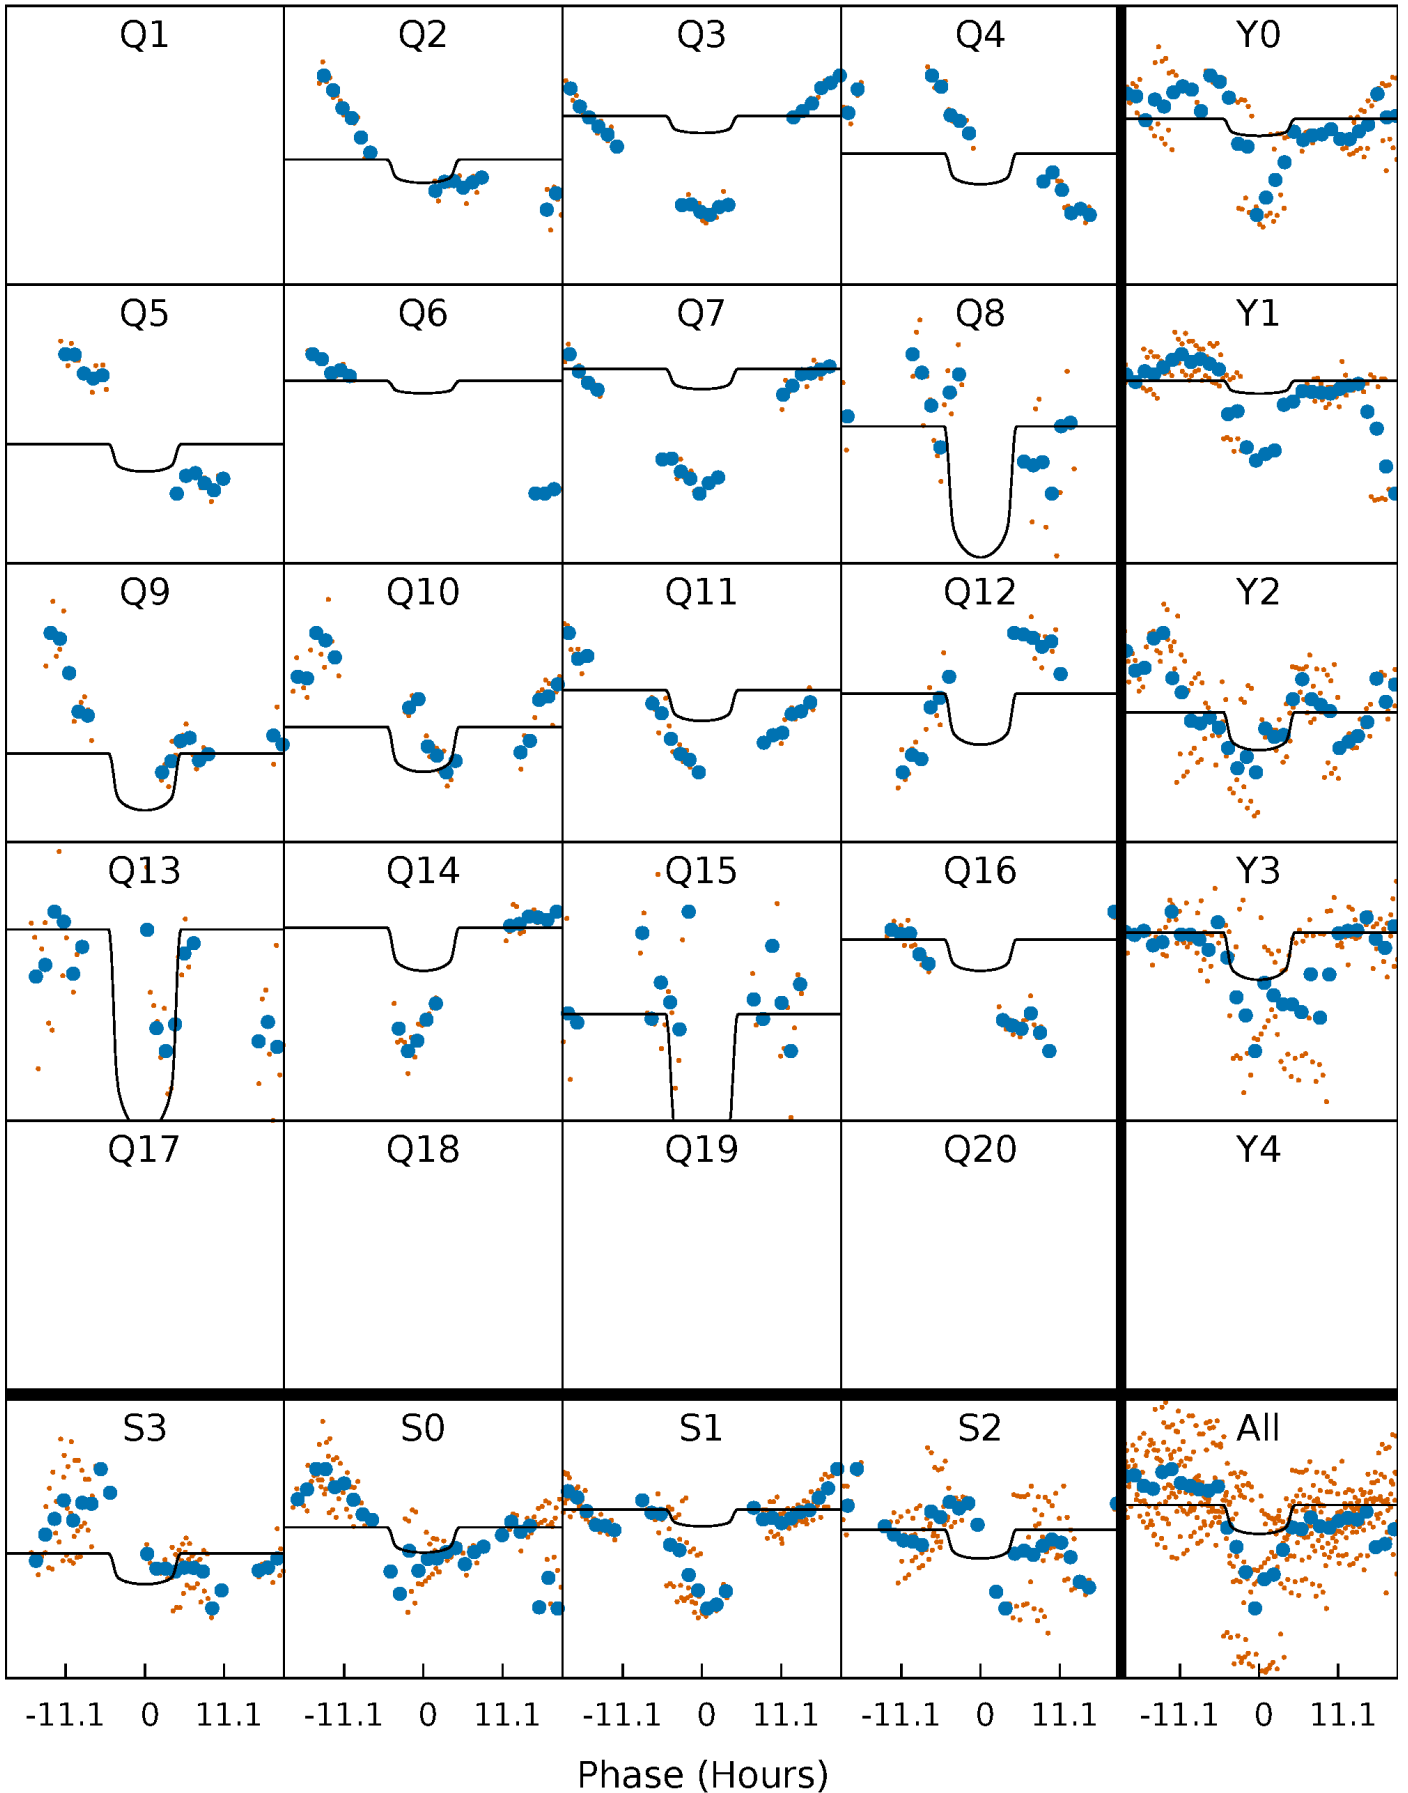 Q1 Q2 Q3 Q4 Y0
Q5 Q6 Q7 Q8 Y1
Q9 Q10 Q11 Q12 Y2
Q13 Q14 Q15 Q16 Y3
Q17 Q18 Q19 Q20 Y4
S3 S0 S1 S2 All
-11.1 0 11.1 -11.1 0 11.1 -11.1 0 11.1 -11.1 0 11.1 -11.1 0 11.1
Phase (Hours)